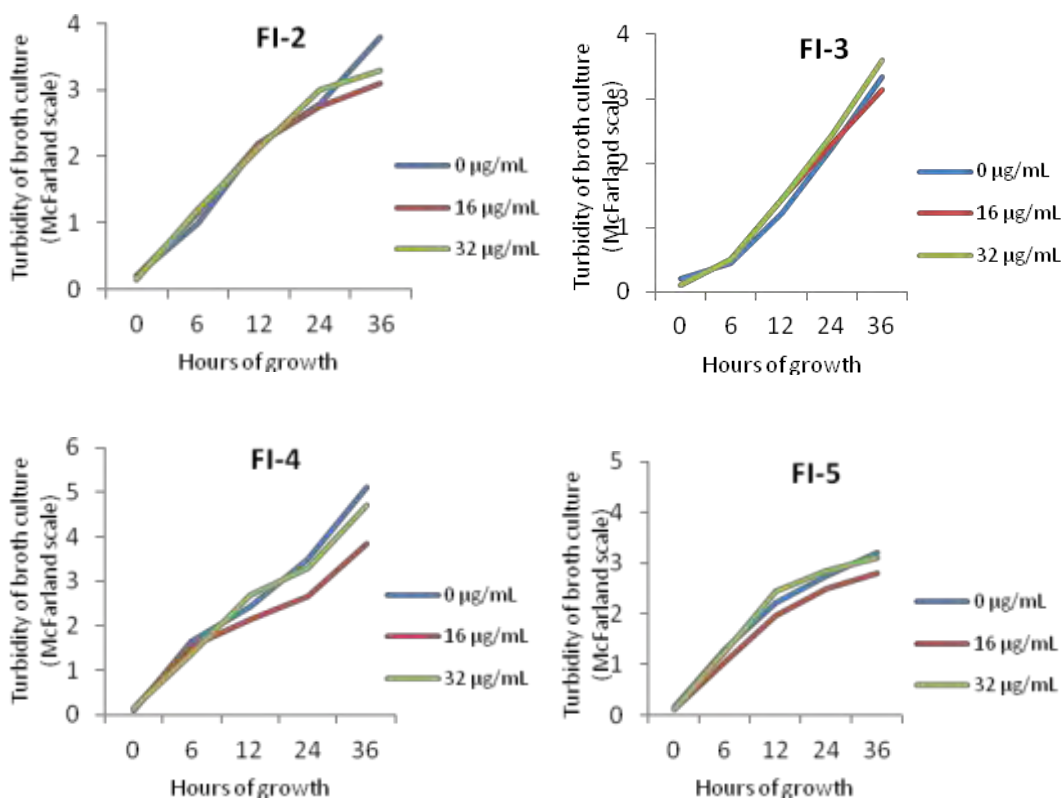 FI-2
Turbidity of broth culture
(McFarland scale)
4
3
2
1
0
0 6 12 24 36
Hours of growth
0 µg/mL
16 µg/mL
32 µg/mL
FI-3
Turbidity of broth culture
(McFarland scale)
4
3
2
1
0
0 6 12 24 36
Hours of growth
0 µg/mL
16 µg/mL
32 µg/mL
FI-4
Turbidity of broth culture
(McFarland scale)
6
5
4
3
2
1
0
0 6 12 24 36
Hours of growth
0 µg/mL
16 µg/mL
32 µg/mL
FI-5
Turbidity of broth culture
(McFarland scale)
5
4
3
2
1
0
0 6 12 24 36
Hours of growth
0 µg/mL
16 µg/mL
32 µg/mL